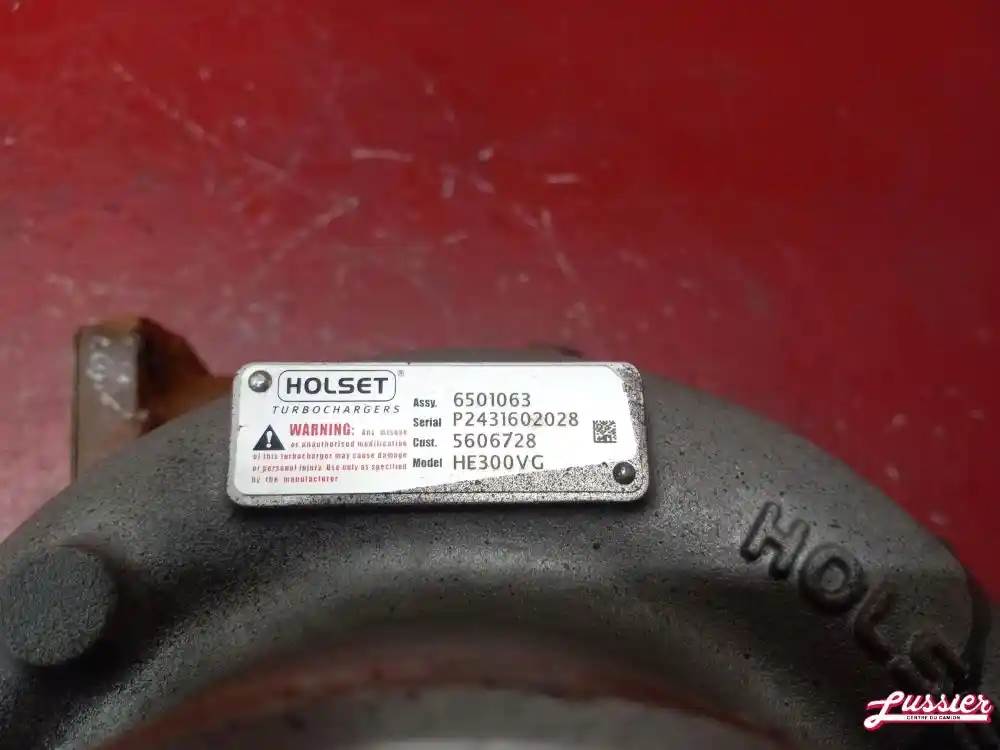 HOLSET®
TURBOCHARGERS
WARNING: Any misuse
or unauthorised modification
of this turbocharger may cause damage
or personal injury. Use only as specified
by the manufacturer
Assy. 6501063
Serial P2431602028
Cust. 5606728
Model HE300VG
HOLSE
Lussier
CENTRE DU CAMION